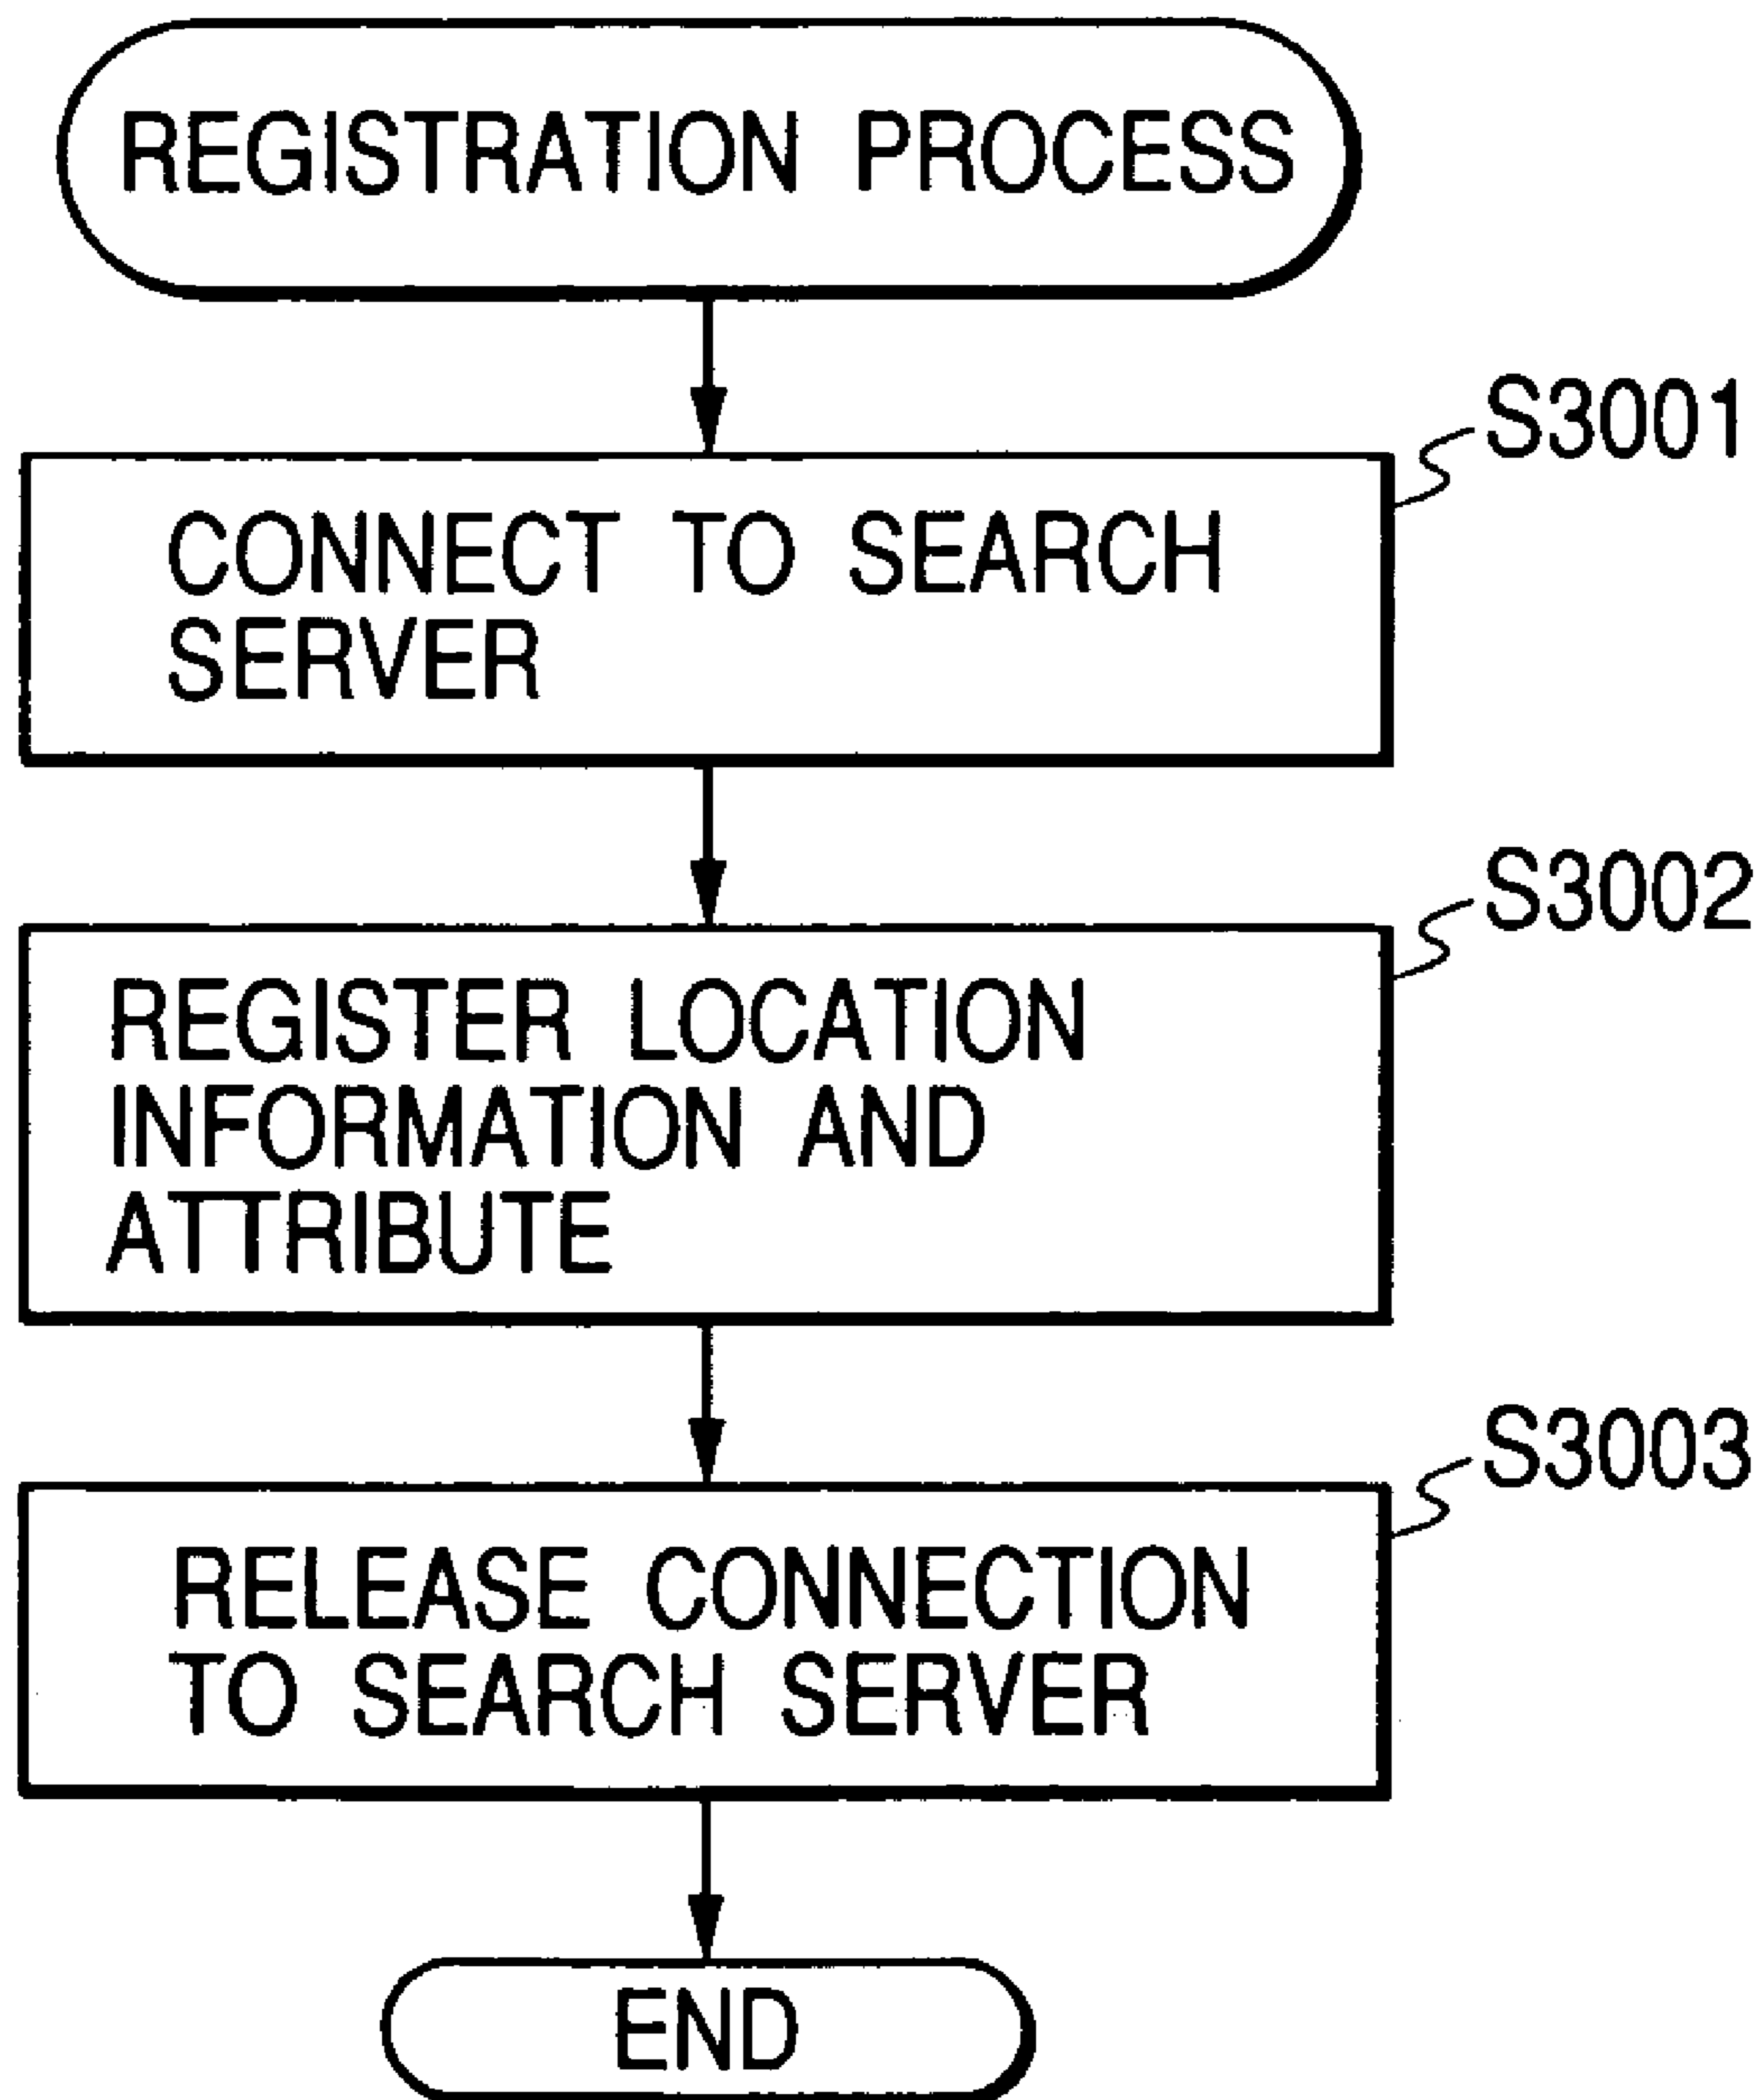 REGISTRATION PROCESS
S3001
CONNECT TO SEARCH
SERVER
S3002
REGISTER LOCATION
INFORMATION AND
ATTRIBUTE
S3003
RELEASE CONNECTION
TO SEARCH SERVER
END